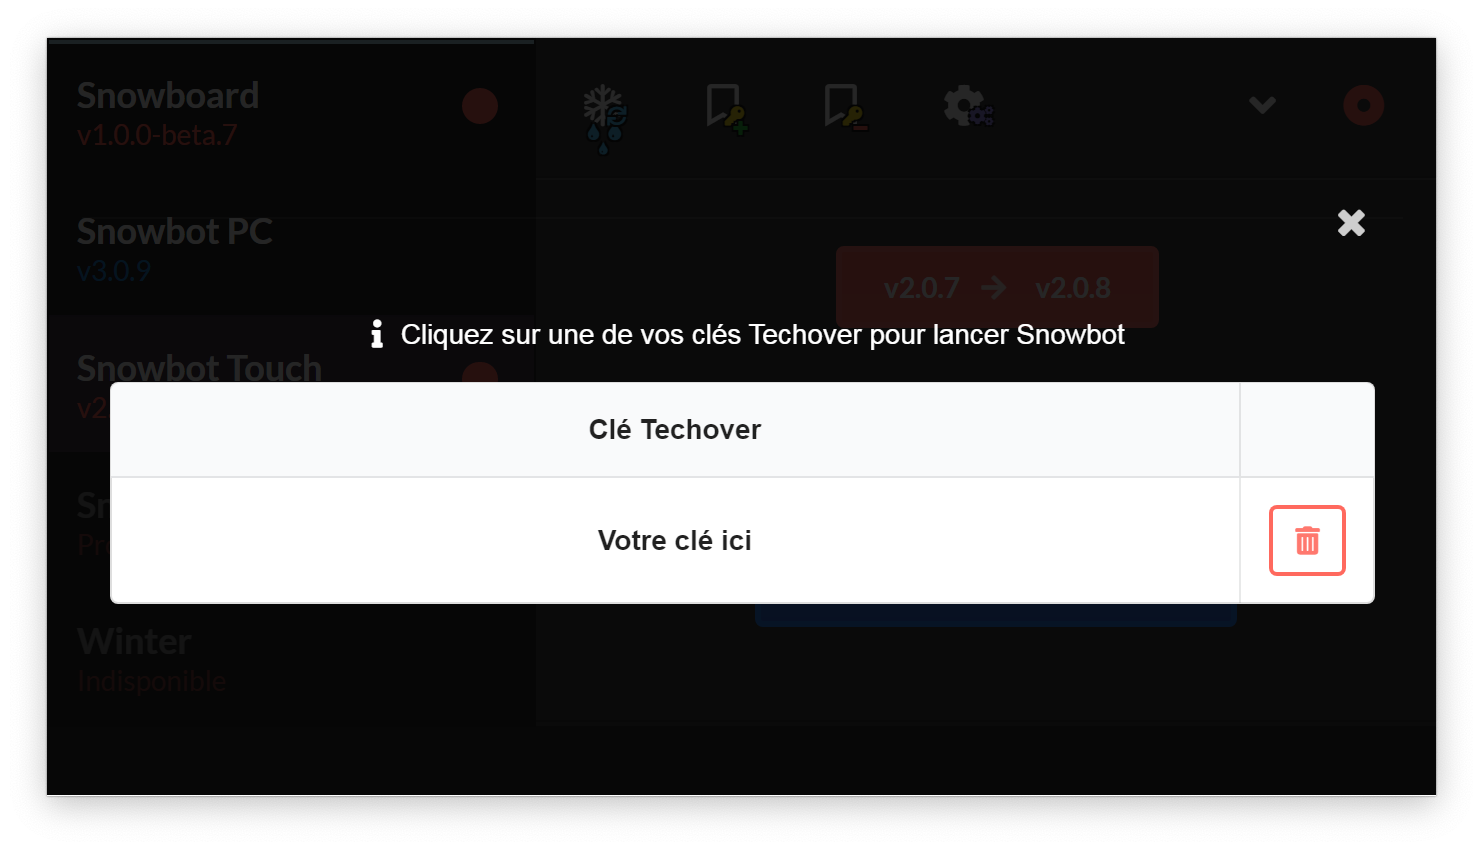 Snowboard
v1.0.0-beta.7
Snowbot PC
v3.0.9
v2.0.7 → v2.0.8
Cliquez sur une de vos clés Techover pour lancer Snowbot
Snowbot Touch
Clé Techover
Votre clé ici
Winter
Indisponible